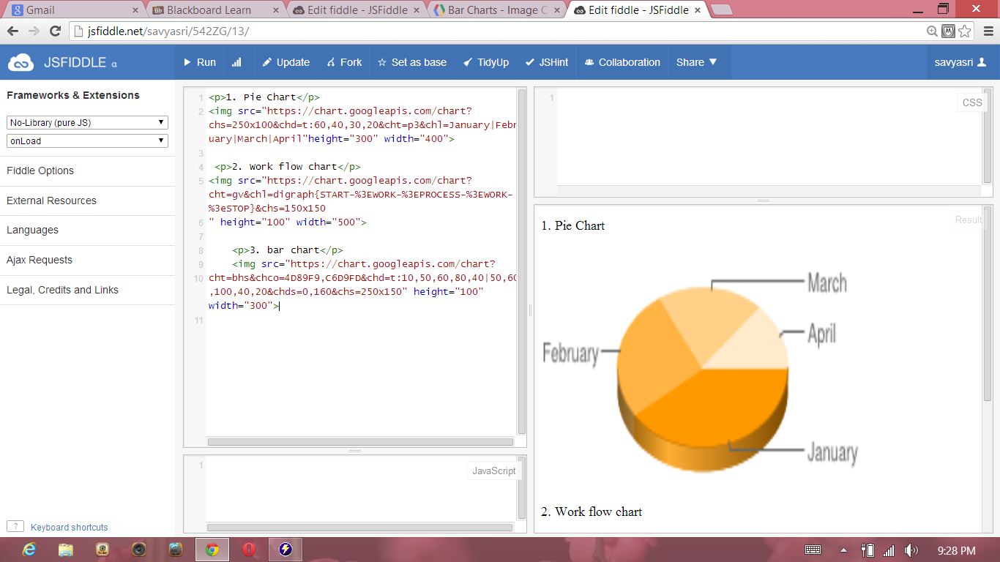 Gmail
Blackboard Learn
Edit fiddle - JSFiddle
Bar Charts - Image C
Edit fiddle - JSFiddle
jsfiddle.net/savyasri/542ZG/13/
JSFIDDLE α
Run
Update
Fork
Set as base
TidyUp
JSHint
Collaboration
Share
savyasri
Frameworks & Extensions
No-Library (pure JS)
onLoad
Fiddle Options
External Resources
Languages
Ajax Requests
Legal, Credits and Links
? Keyboard shortcuts
1 <p>1. Pie Chart</p>
2 <img src="https://chart.googleapis.com/chart?
chs=250x100&chd=t:60,40,30,20&cht=p3&chl=January|Febr
uary|March|April"height="300" width="400">
3
4 <p>2. Work flow chart</p>
5 <img src="https://chart.googleapis.com/chart?
cht=gv&chl=digraph{START-%3EWORK-%3EPROCESS-%3EWORK-
%3eSTOP}&chs=150x150
6 " height="100" width="500">
7
8 <p>3. bar chart</p>
9 <img src="https://chart.googleapis.com/chart?
10 cht=bhs&chco=4D89F9,C6D9FD&chd=t:10,50,60,80,40|50,60
,100,40,20&chds=0,160&chs=250x150" height="100"
width="300">
11
1
JavaScript
1
CSS
Result
1. Pie Chart
March
April
February
January
2. Work flow chart
9:28 PM